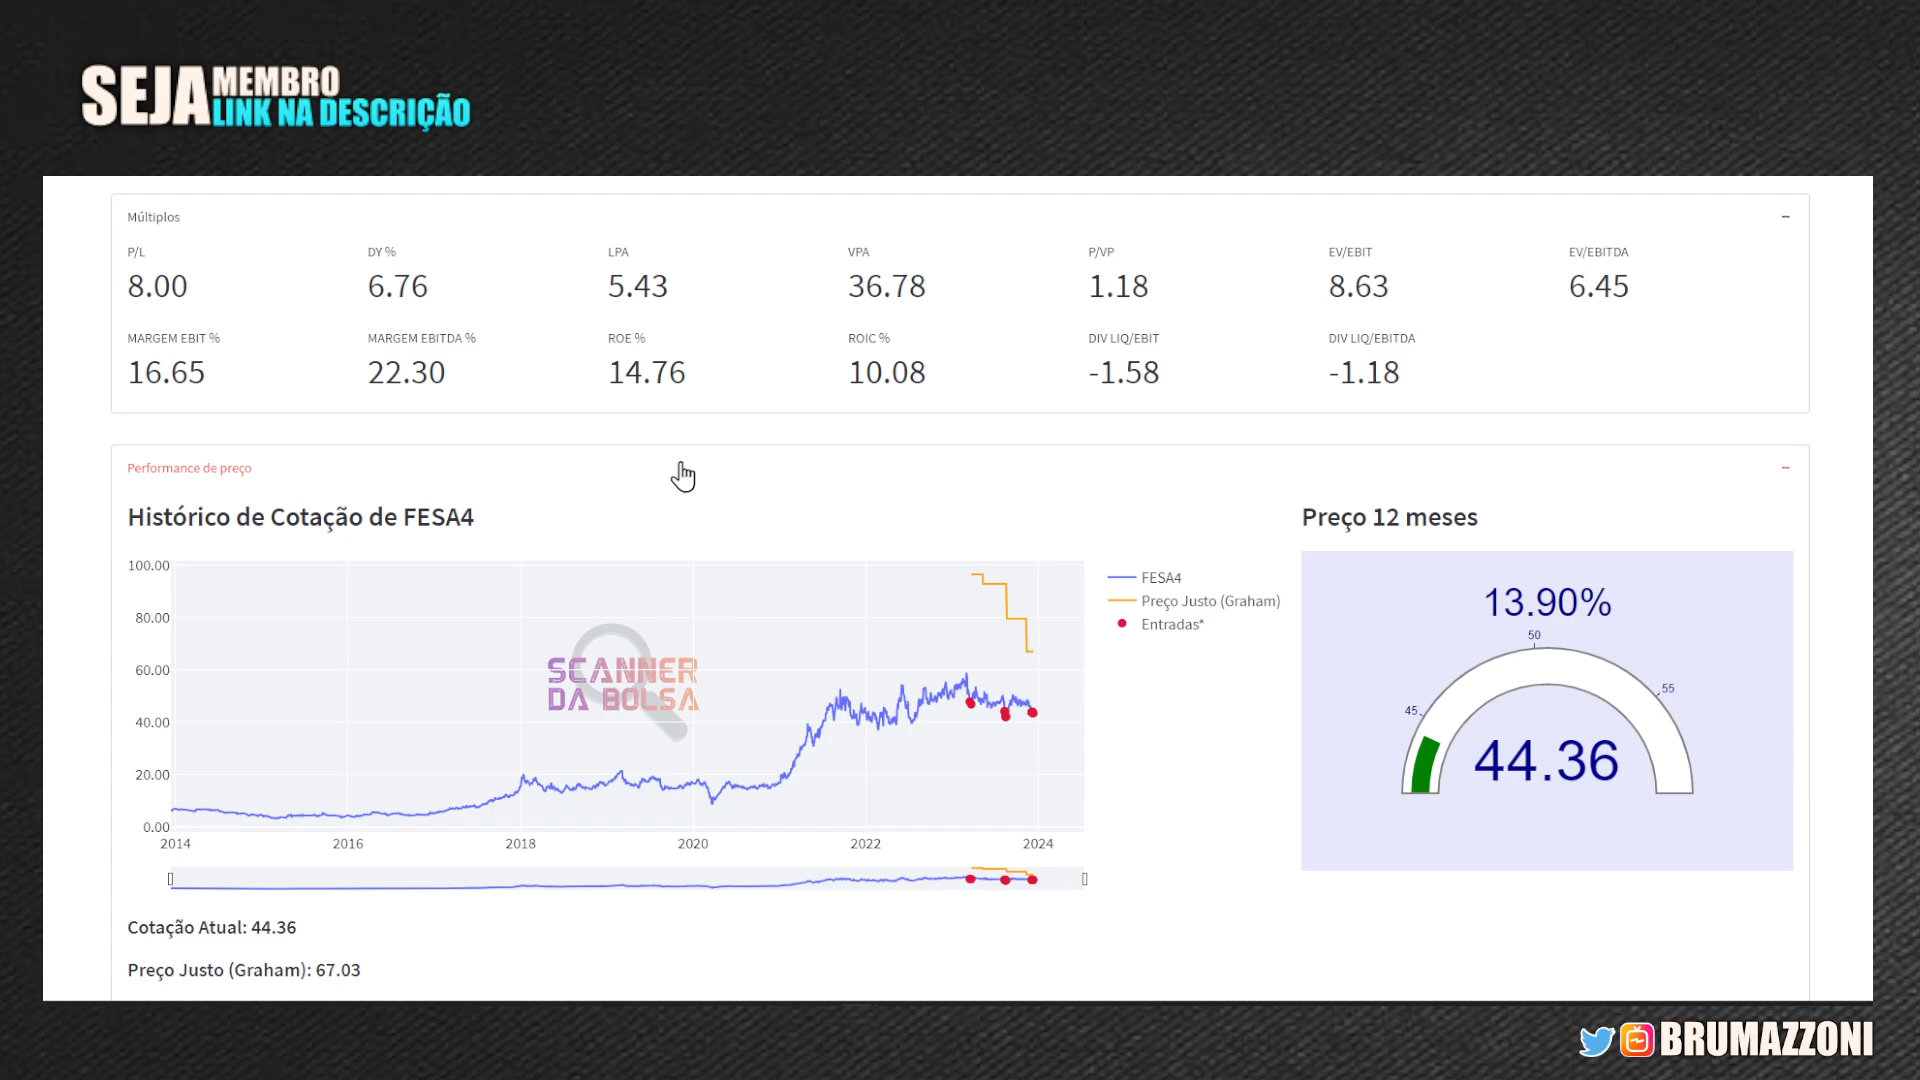 SEJA MEMBRO
LINK NA DESCRIÇÃO
Múltiplos
P/L DY % LPA VPA P/VP EV/EBIT EV/EBITDA
8.00 6.76 5.43 36.78 1.18 8.63 6.45
MARGEM EBIT % MARGEM EBITDA % ROE % ROIC % DIV LIQ/EBIT DIV LIQ/EBITDA
16.65 22.30 14.76 10.08 -1.58 -1.18
Performance de preço
Histórico de Cotação de FESA4
100.00
80.00
60.00
40.00
20.00
0.00
2014 2016 2018 2020 2022 2024
SCANNER
DA BOLSA
FESA4
Preço Justo (Graham)
Entradas*
Preço 12 meses
13.90%
50
55
45
44.36
Cotação Atual: 44.36
Preço Justo (Graham): 67.03
BRUMAZZONI